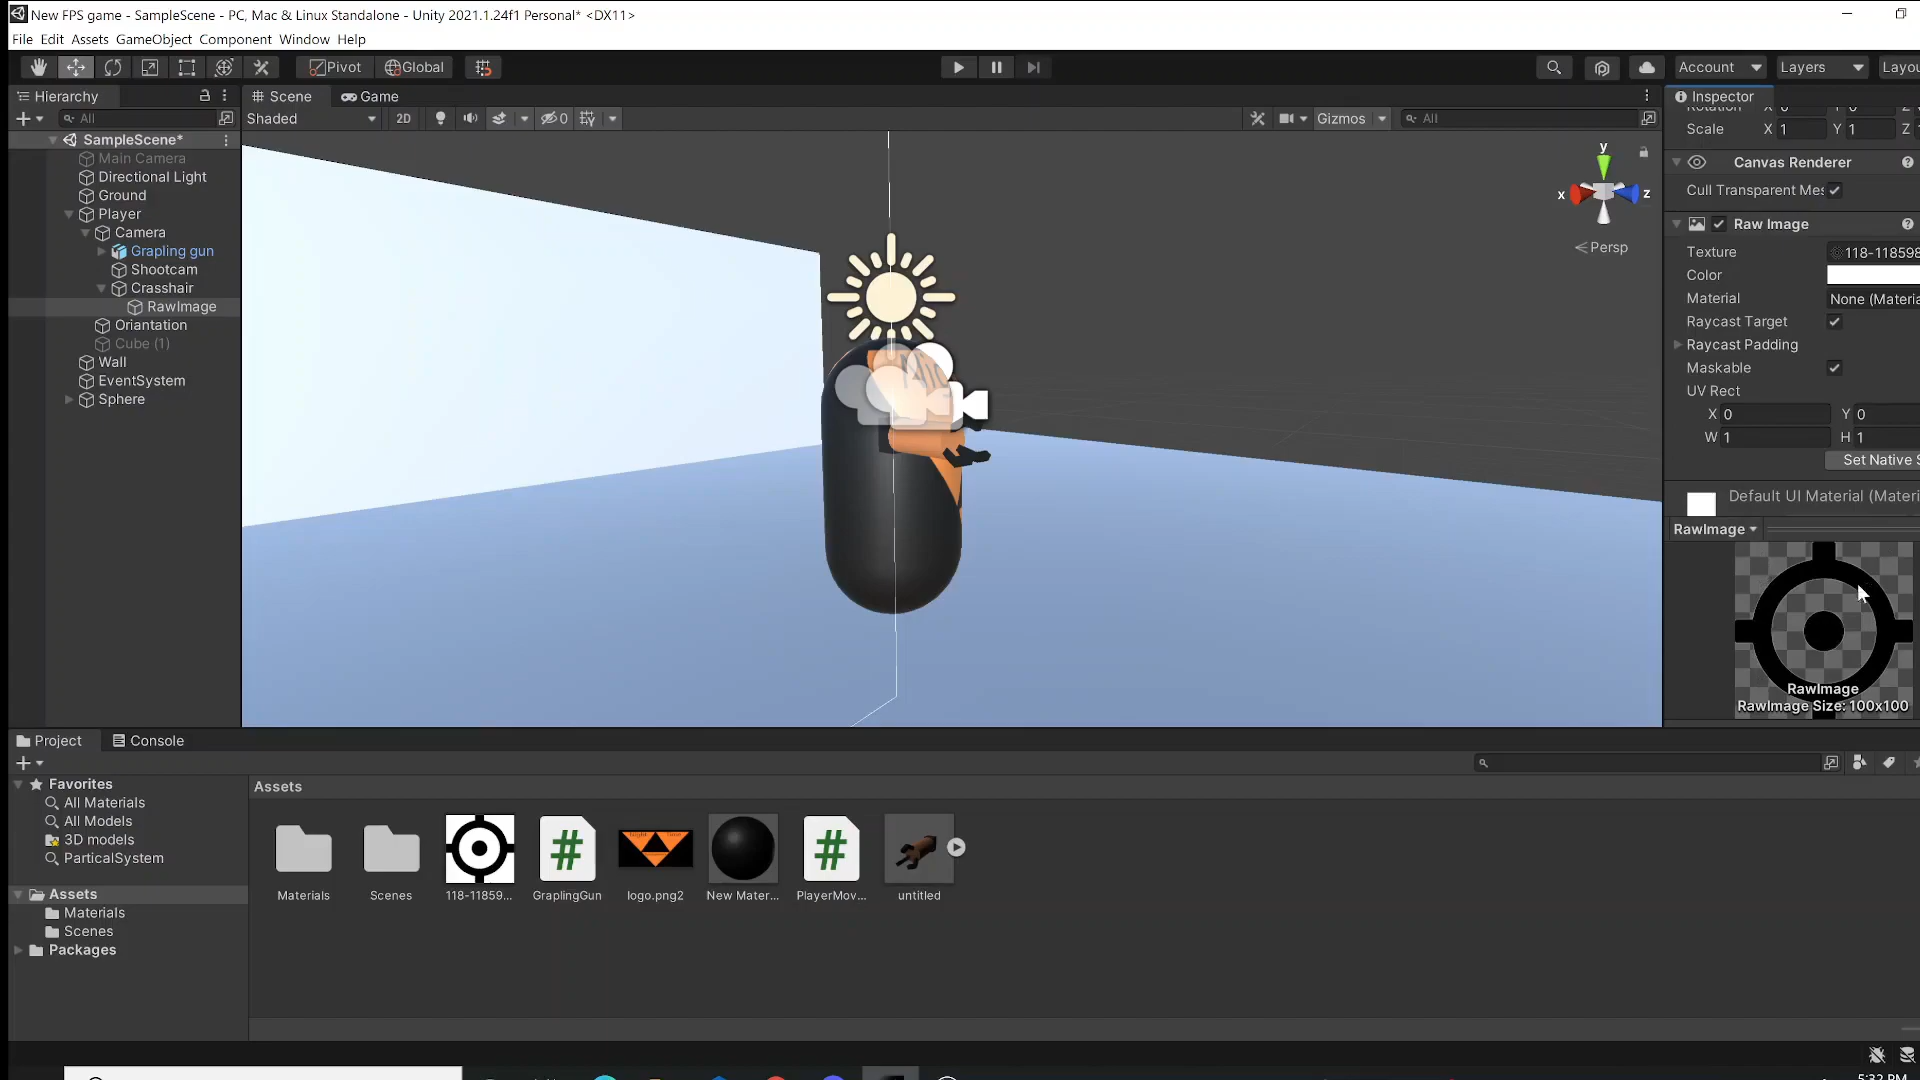 New FPS game - SampleScene - PC, Mac & Linux Standalone - Unity 2021.1.24f1 Personal* <DX11>
File Edit Assets GameObject Component Window Help
Pivot Global
Account Layers Layou
Hierarchy
Scene Game
Inspector
All
Shaded 2D 0 Gizmos All
SampleScene*
Main Camera
Directional Light
Ground
Player
Camera
Grapling gun
Shootcam
Crasshair
RawImage
Oriantation
Cube (1)
Wall
EventSystem
Sphere
y
x z
Persp
Scale X 1 Y 1 Z
Canvas Renderer
Cull Transparent Mes
Raw Image
Texture 118-118598
Color
Material None (Materia
Raycast Target
Raycast Padding
Maskable
UV Rect
X 0 Y 0
W 1 H 1
Set Native S
Default UI Material (Materi
RawImage
RawImage
RawImage Size: 100x100
Project Console
Favorites
All Materials
All Models
3D models
ParticalSystem
Assets
Materials
Scenes
Packages
Assets
Materials
Scenes
118-11859...
GraplingGun
logo.png2
New Mater...
PlayerMov...
untitled
5:32 PM